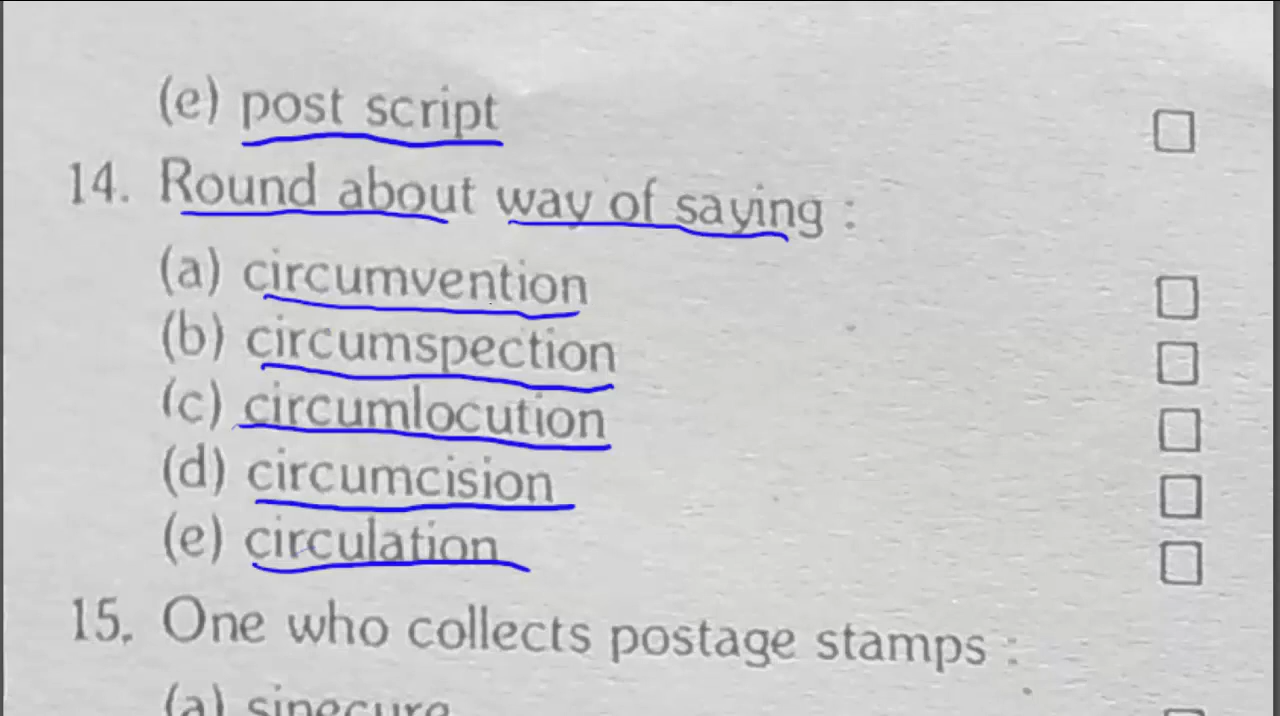 (e) post script
14. Round about way of saying :
(a) circumvention
(b) circumspection
(c) circumlocution
(d) circumcision
(e) circulation
15. One who collects postage stamps :
(a) sinecure